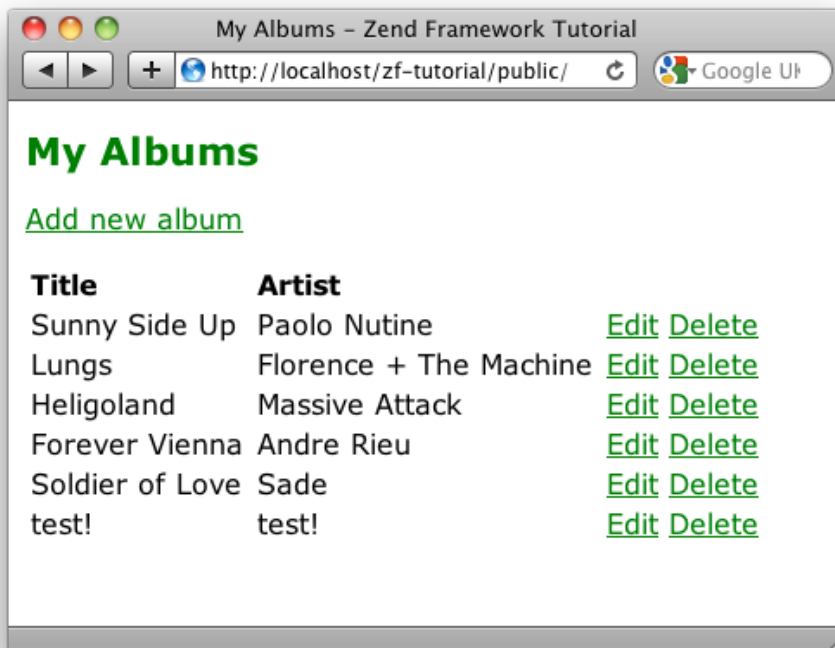 My Albums – Zend Framework Tutorial
http://localhost/zf-tutorial/public/
Google
My Albums
Add new album
Title Artist
Sunny Side Up Paolo Nutine Edit Delete
Lungs Florence + The Machine Edit Delete
Heligoland Massive Attack Edit Delete
Forever Vienna Andre Rieu Edit Delete
Soldier of Love Sade Edit Delete
test! test! Edit Delete